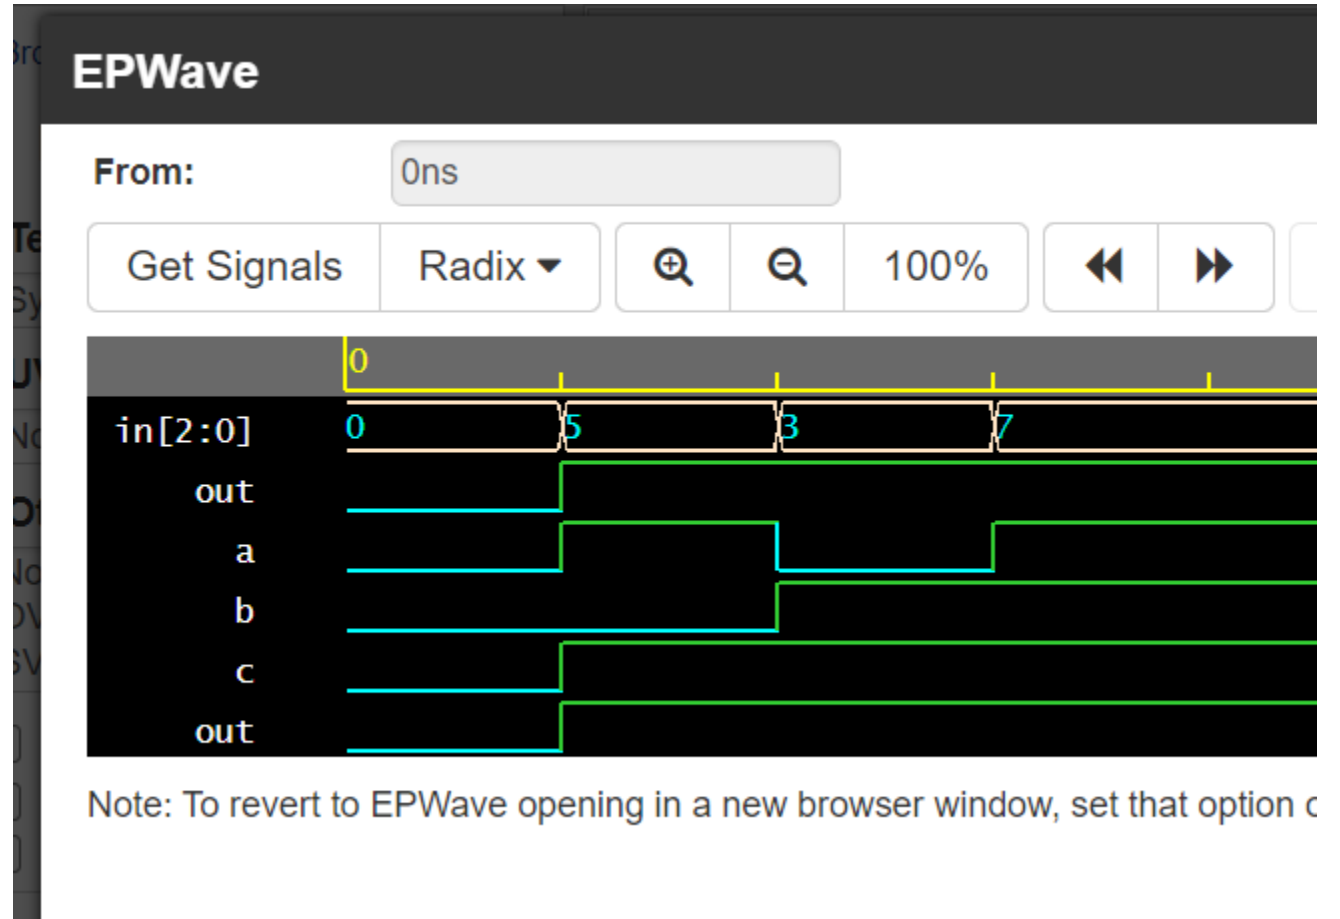 EPWave
From: 0ns
Get Signals Radix 100%
0
in[2:0] 0 5 3 7
out
a
b
c
out
Note: To revert to EPWave opening in a new browser window, set that option